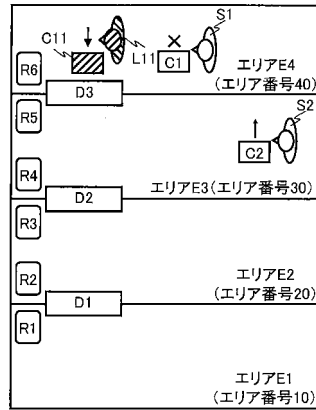 S1
C11
L11
C1
R6
エリアE4
(エリア番号40)
D3
S2
R5
C2
R4
エリアE3(エリア番号30)
D2
R3
R2
エリアE2
(エリア番号20)
D1
R1
エリアE1
(エリア番号10)